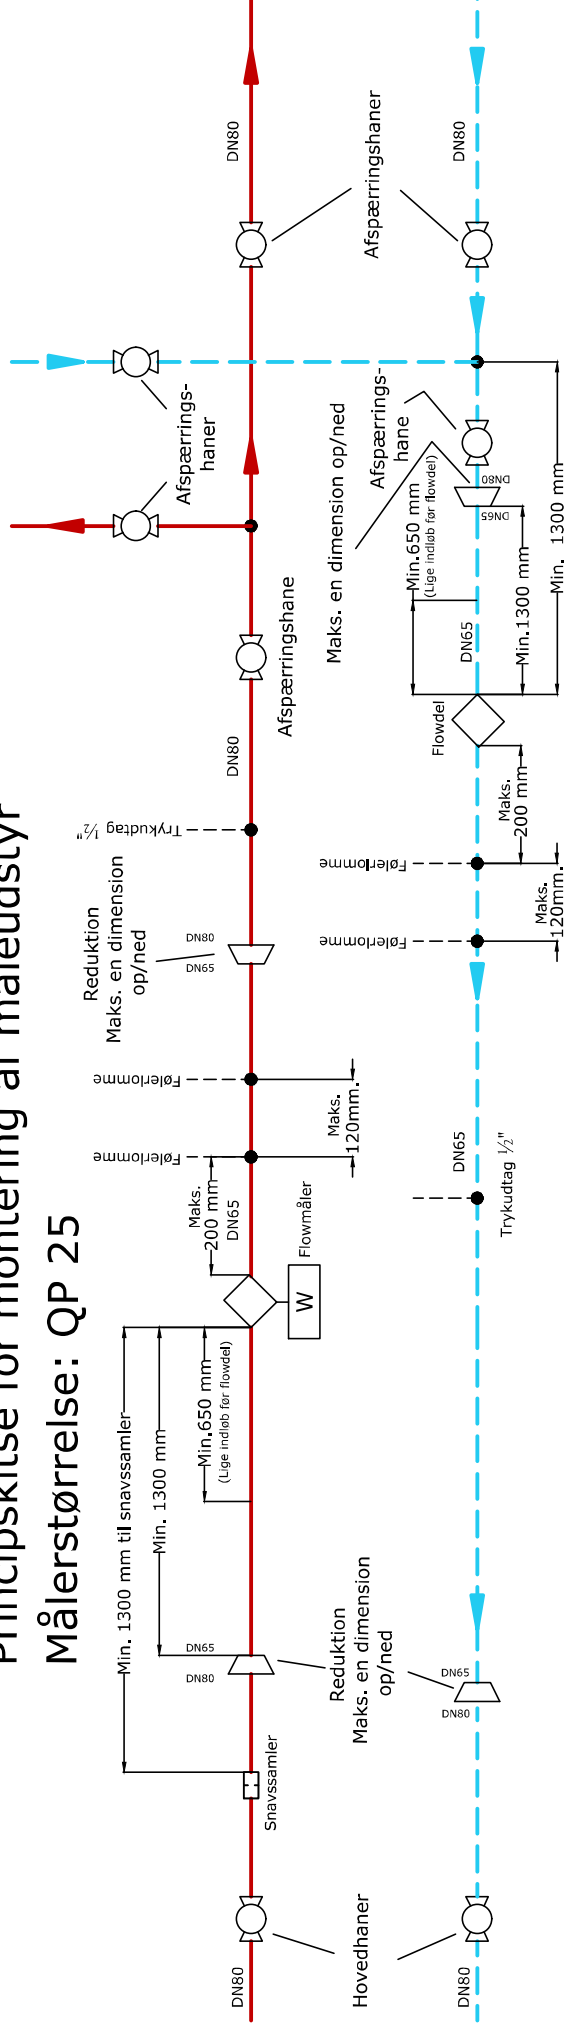 Principskitse for montering af måleudstyr
Målerstørrelse: QP 25
Min. 1300 mm til snavssamler
Min. 1300 mm
Min.650 mm
(Lige indløb før flowdel)
Maks.
200 mm
DN65
Maks.
120mm.
Følerlomme
Følerlomme
Reduktion
Maks. en dimension
op/ned
DN65
DN80
Trykudtag ½"
DN80
Afspærringshane
Afspærrings-
haner
DN80
Afspærringshaner
DN80
DN80
Snavssamler
DN80
DN65
W
Flowmåler
Hovedhaner
Reduktion
Maks. en dimension
op/ned
DN80
DN80
DN65
DN65
Trykudtag ½"
Følerlomme
Følerlomme
Maks.
120mm.
Maks.
200 mm
Flowdel
DN65
Min.650 mm
(Lige indløb før flowdel)
Maks. en dimension op/ned
Afspærrings-
hane
DN65
DN80
Min.1300 mm
Min. 1300 mm